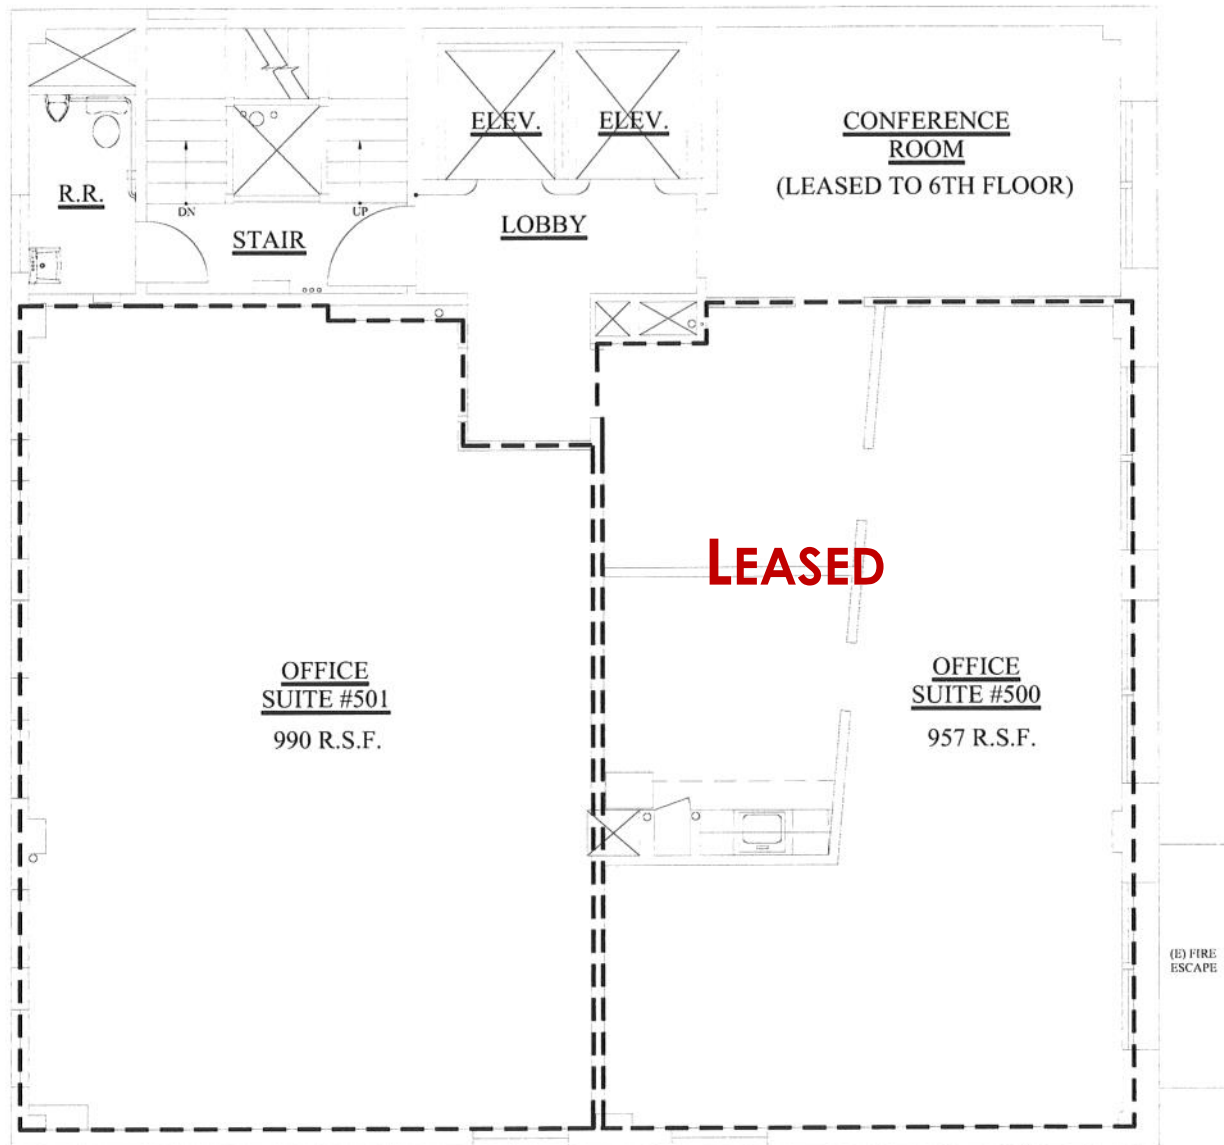 ELEV.
ELEV.
CONFERENCE
ROOM
(LEASED TO 6TH FLOOR)
R.R.
DN
UP
STAIR
LOBBY
LEASED
OFFICE
SUITE #501
990 R.S.F.
OFFICE
SUITE #500
957 R.S.F.
(E) FIRE
ESCAPE